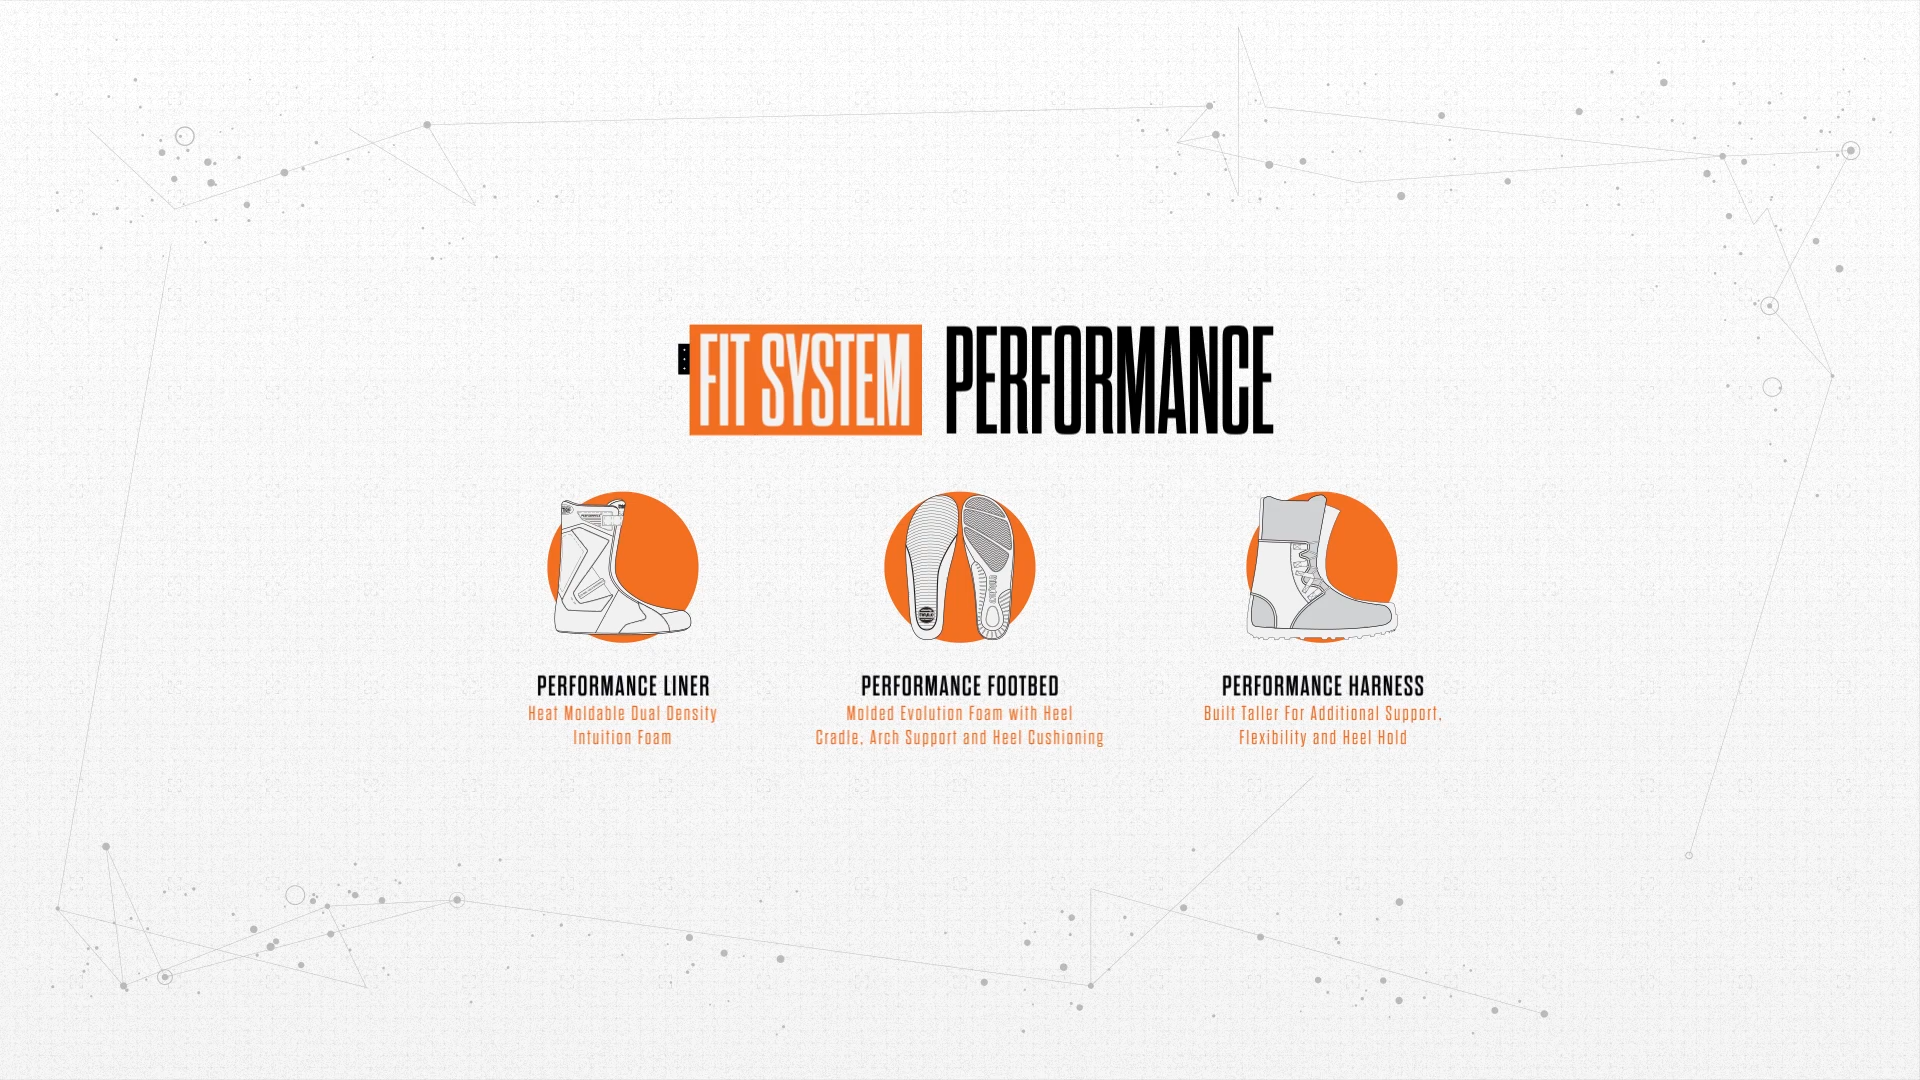 FIT SYSTEM PERFORMANCE
PERFORMANCE LINER
Heat Moldable Dual Density
Intuition Foam
PERFORMANCE FOOTBED
Molded Evolution Foam with Heel
Cradle, Arch Support and Heel Cushioning
PERFORMANCE HARNESS
Built Taller For Additional Support,
Flexibility and Heel Hold